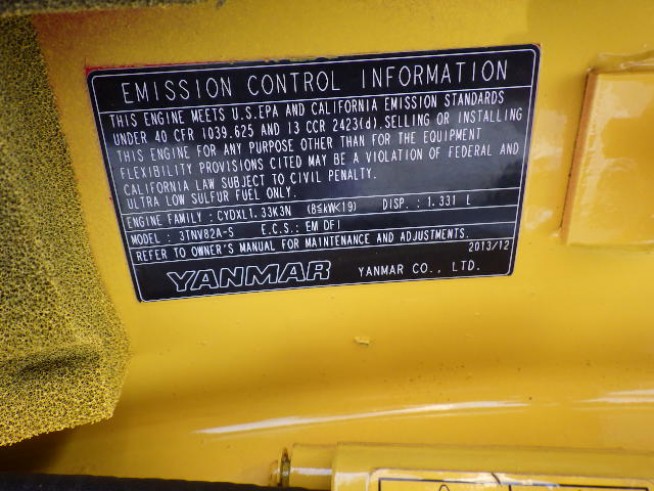 EMISSION CONTROL INFORMATION
THIS ENGINE MEETS U.S.EPA AND CALIFORNIA EMISSION STANDARDS
UNDER 40 CFR 1039.625 AND 13 CCR 2423(d).SELLING OR INSTALLING
THIS ENGINE FOR ANY PURPOSE OTHER THAN FOR THE EQUIPMENT
FLEXIBILITY PROVISIONS CITED MAY BE A VIOLATION OF FEDERAL AND
CALIFORNIA LAW SUBJECT TO CIVIL PENALTY.
ULTRA LOW SULFUR FUEL ONLY.
ENGINE FAMILY : CYDXL1.33K3N (8≤kW<19) DISP. : 1.331 L
MODEL : 3TNV82A-S E.C.S.: EM DFI
REFER TO OWNER'S MANUAL FOR MAINTENANCE AND ADJUSTMENTS. 2013/12
YANMAR YANMAR CO., LTD.